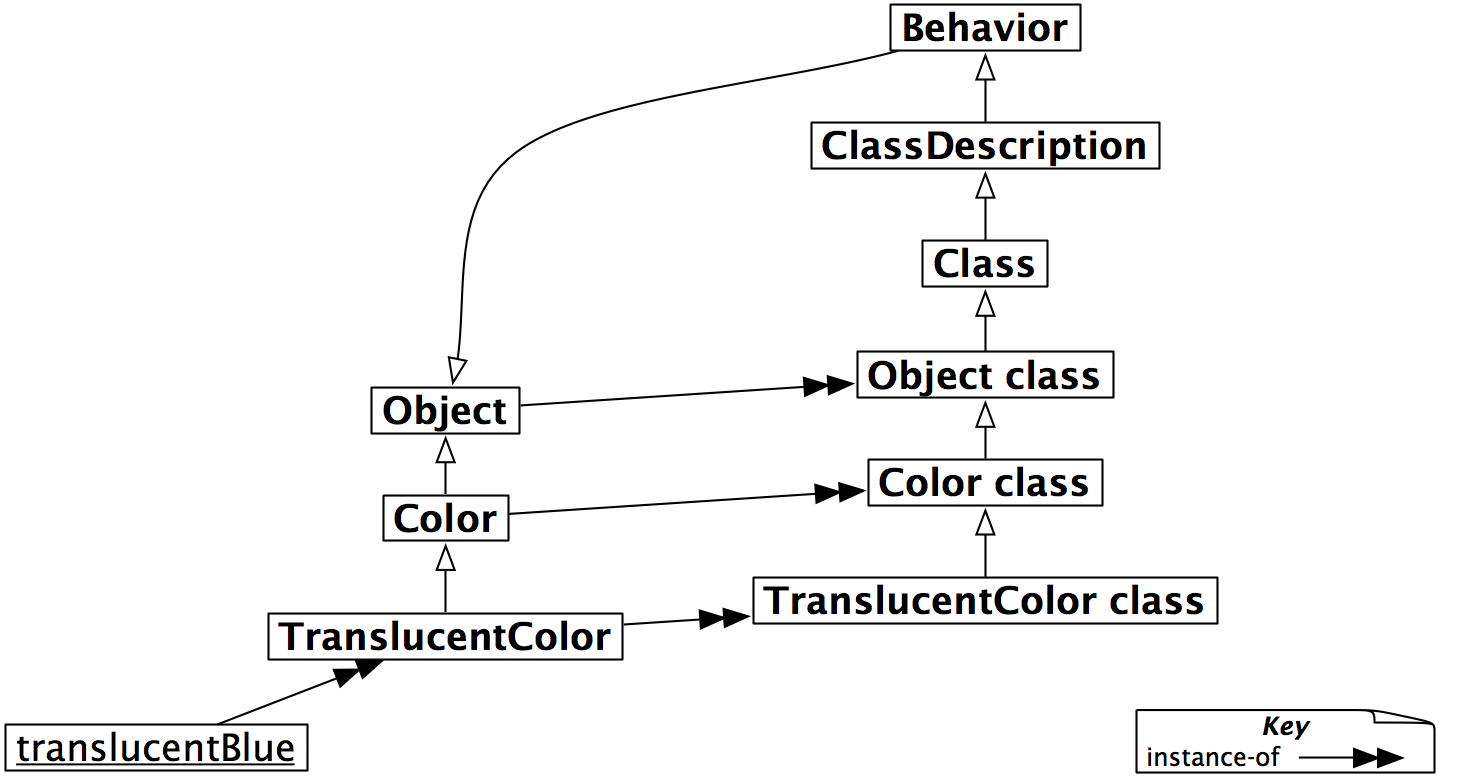 Behavior
ClassDescription
Class
Object class
Object
Color class
Color
TranslucentColor class
TranslucentColor
translucentBlue
Key
instance-of